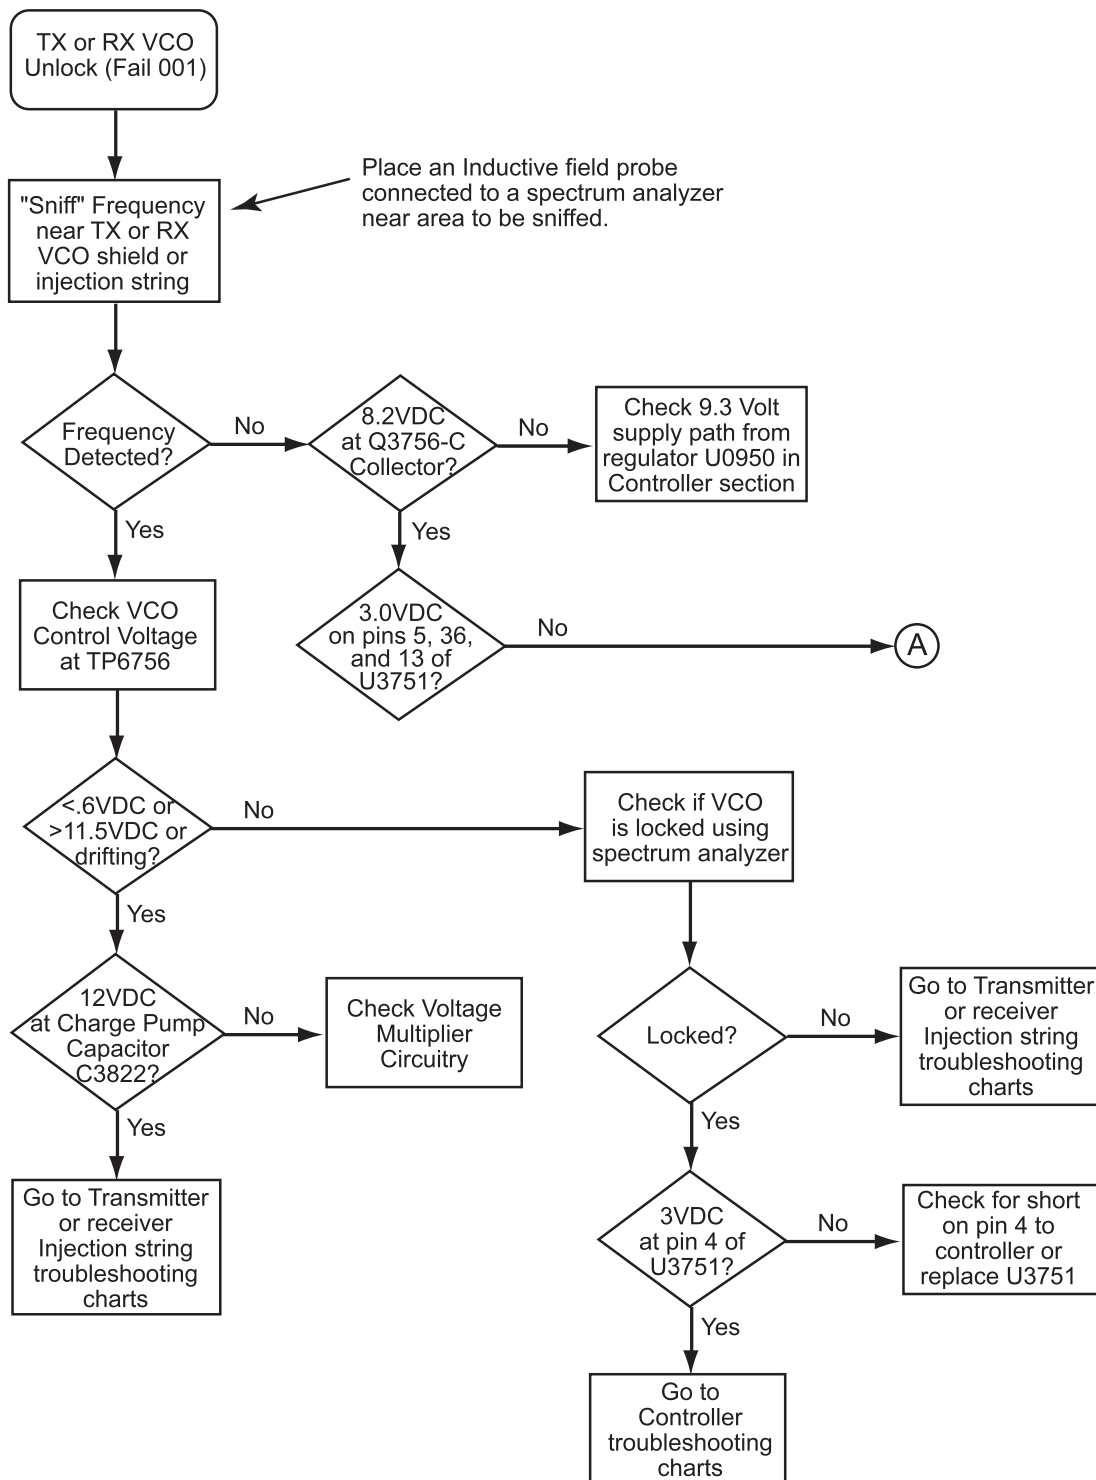 TX or RX VCO
Unlock (Fail 001)
Place an Inductive field probe
connected to a spectrum analyzer
near area to be sniffed.
"Sniff" Frequency
near TX or RX
VCO shield or
injection string
Frequency
Detected?
No
8.2VDC
at Q3756-C
Collector?
No
Check 9.3 Volt
supply path from
regulator U0950 in
Controller section
Yes
Yes
Check VCO
Control Voltage
at TP6756
3.0VDC
on pins 5, 36,
and 13 of
U3751?
No
A
<.6VDC or
>11.5VDC or
drifting?
No
Check if VCO
is locked using
spectrum analyzer
Yes
12VDC
at Charge Pump
Capacitor
C3822?
No
Check Voltage
Multiplier
Circuitry
Locked?
No
Go to Transmitter
or receiver
Injection string
troubleshooting
charts
Yes
Yes
Go to Transmitter
or receiver
Injection string
troubleshooting
charts
3VDC
at pin 4 of
U3751?
No
Check for short
on pin 4 to
controller or
replace U3751
Yes
Go to
Controller
troubleshooting
charts